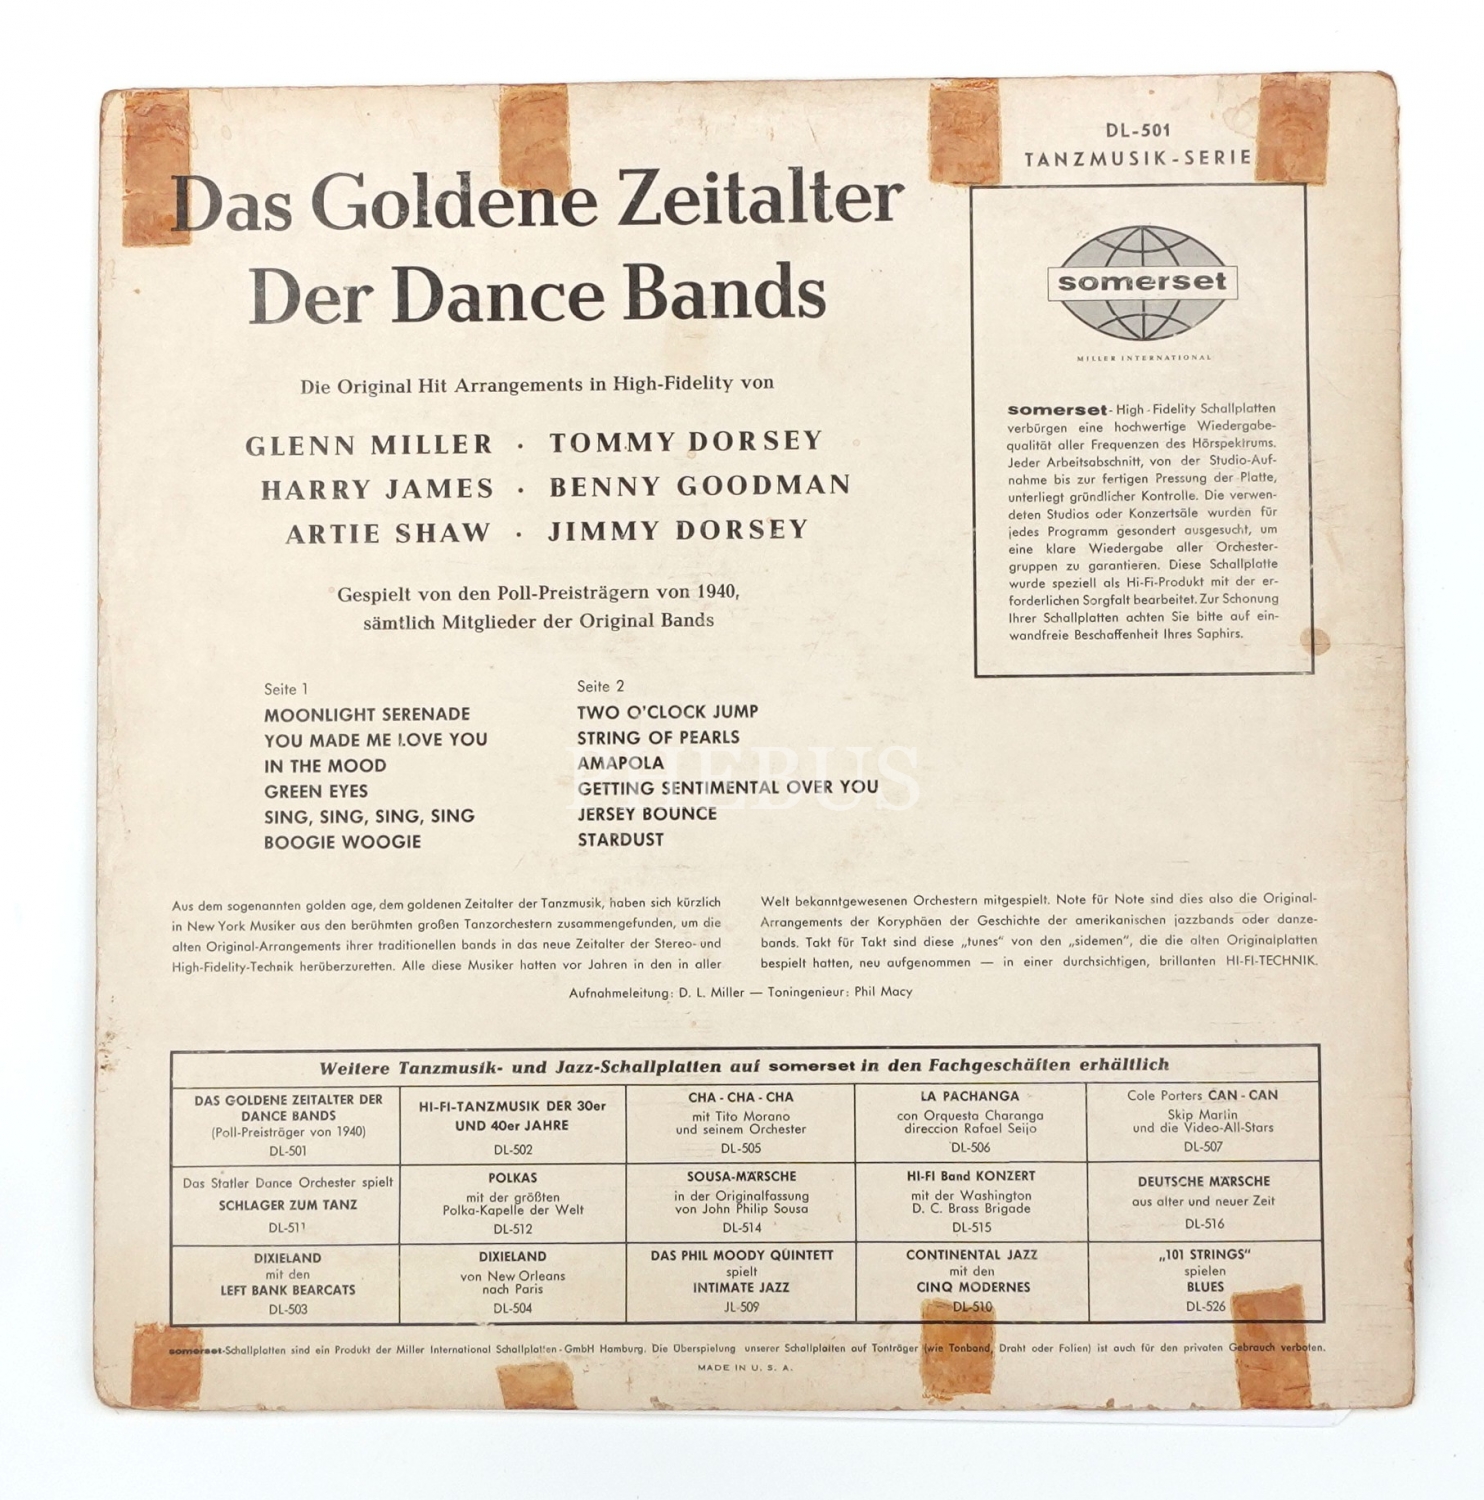 DL-501
TANZMUSIK-SERIE
Das Goldene Zeitalter
Der Dance Bands
Die Original Hit Arrangements in High-Fidelity von
GLENN MILLER · TOMMY DORSEY
HARRY JAMES · BENNY GOODMAN
ARTIE SHAW · JIMMY DORSEY
Gespielt von den Poll-Preisträgern von 1940,
sämtlich Mitglieder der Original Bands
somerset
MILLER INTERNATIONAL
somerset-High-Fidelity Schallplatten
verbürgen eine hochwertige Wiedergabe-
qualität aller Frequenzen des Hörspektrums.
Jeder Arbeitsabschnitt, von der Studio-Auf-
nahme bis zur fertigen Pressung der Platte,
unterliegt gründlicher Kontrolle. Die verwen-
deten Studios oder Konzertsäle wurden für
jedes Programm gesondert ausgesucht, um
eine klare Wiedergabe aller Orchester-
gruppen zu garantieren. Diese Schallplatte
wurde speziell als Hi-Fi-Produkt mit der er-
forderlichen Sorgfalt bearbeitet. Zur Schonung
Ihrer Schallplatten achten Sie bitte auf ein-
wandfreie Beschaffenheit Ihres Saphirs.
Seite 1
MOONLIGHT SERENADE
YOU MADE ME LOVE YOU
IN THE MOOD
GREEN EYES
SING, SING, SING, SING
BOOGIE WOOGIE
Seite 2
TWO O'CLOCK JUMP
STRING OF PEARLS
AMAPOLA
GETTING SENTIMENTAL OVER YOU
JERSEY BOUNCE
STARDUST
PHEBUS
Aus dem sogenannten golden age, dem goldenen Zeitalter der Tanzmusik, haben sich kürzlich
in New York Musiker aus den berühmten großen Tanzorchestern zusammengefunden, um die
alten Original-Arrangements ihrer traditionellen bands in das neue Zeitalter der Stereo- und
High-Fidelity-Technik herüberzuretten. Alle diese Musiker hatten vor Jahren in den in aller
Welt bekanntgewesenen Orchestern mitgespielt. Note für Note sind dies also die Original-
Arrangements der Koryphäen der Geschichte der amerikanischen jazzbands oder danze-
bands. Takt für Takt sind diese „tunes“ von den „sidemen“, die die alten Originalplatten
bespielt hatten, neu aufgenommen — in einer durchsichtigen, brillanten HI-FI-TECHNIK.
Aufnahmeleitung: D. L. Miller — Toningenieur: Phil Macy
Weitere Tanzmusik- und Jazz-Schallplatten auf somerset in den Fachgeschäften erhältlich
DAS GOLDENE ZEITALTER DER
DANCE BANDS
(Poll-Preisträger von 1940)
DL-501
HI-FI-TANZMUSIK DER 30er
UND 40er JAHRE
DL-502
CHA - CHA - CHA
mit Tito Morano
und seinem Orchester
DL-505
LA PACHANGA
con Orquesta Charanga
direccion Rafael Seijo
DL-506
Cole Porters CAN - CAN
Skip Martin
und die Video-All-Stars
DL-507
Das Statler Dance Orchester spielt
SCHLAGER ZUM TANZ
DL-511
POLKAS
mit der größten
Polka-Kapelle der Welt
DL-512
SOUSA-MÄRSCHE
in der Originalfassung
von John Philip Sousa
DL-514
HI-FI Band KONZERT
mit der Washington
D. C. Brass Brigade
DL-515
DEUTSCHE MÄRSCHE
aus alter und neuer Zeit
DL-516
DIXIELAND
mit den
LEFT BANK BEARCATS
DL-503
DIXIELAND
von New Orleans
nach Paris
DL-504
DAS PHIL MOODY QUINTETT
spielt
INTIMATE JAZZ
JL-509
CONTINENTAL JAZZ
mit den
CINQ MODERNES
DL-510
„101 STRINGS“
spielen
BLUES
DL-526
somerset-Schallplatten sind ein Produkt der Miller International Schallplatten-GmbH Hamburg. Die Überspielung unserer Schallplatten auf Tonträger (wie Tonband, Draht oder Folien) ist auch für den privaten Gebrauch verboten.
MADE IN U. S. A.